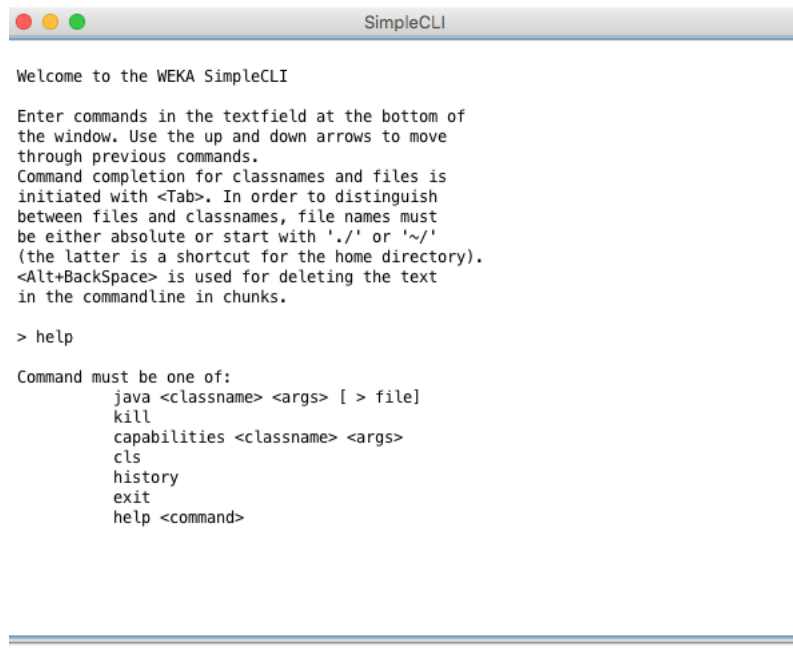 SimpleCLI
Welcome to the WEKA SimpleCLI
Enter commands in the textfield at the bottom of
the window. Use the up and down arrows to move
through previous commands.
Command completion for classnames and files is
initiated with <Tab>. In order to distinguish
between files and classnames, file names must
be either absolute or start with './' or '~/'
(the latter is a shortcut for the home directory).
<Alt+BackSpace> is used for deleting the text
in the commandline in chunks.
> help
Command must be one of:
java <classname> <args> [ > file]
kill
capabilities <classname> <args>
cls
history
exit
help <command>